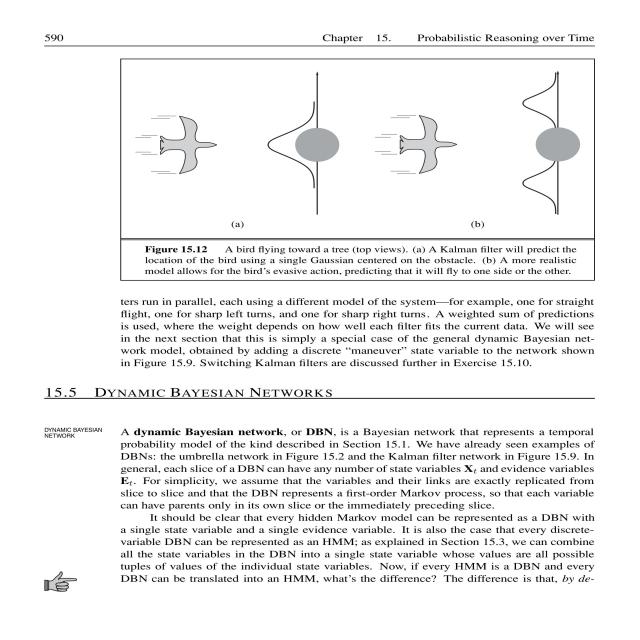 590 Chapter 15. Probabilistic Reasoning over Time
(a) (b)
Figure 15.12 A bird flying toward a tree (top views). (a) A Kalman filter will predict the
location of the bird using a single Gaussian centered on the obstacle. (b) A more realistic
model allows for the bird's evasive action, predicting that it will fly to one side or the other.
ters run in parallel, each using a different model of the system—for example, one for straight
flight, one for sharp left turns, and one for sharp right turns. A weighted sum of predictions
is used, where the weight depends on how well each filter fits the current data. We will see
in the next section that this is simply a special case of the general dynamic Bayesian net-
work model, obtained by adding a discrete "maneuver" state variable to the network shown
in Figure 15.9. Switching Kalman filters are discussed further in Exercise 15.10.
15.5 DYNAMIC BAYESIAN NETWORKS
DYNAMIC BAYESIAN
NETWORK
A dynamic Bayesian network, or DBN, is a Bayesian network that represents a temporal
probability model of the kind described in Section 15.1. We have already seen examples of
DBNs: the umbrella network in Figure 15.2 and the Kalman filter network in Figure 15.9. In
general, each slice of a DBN can have any number of state variables Xt and evidence variables
Et. For simplicity, we assume that the variables and their links are exactly replicated from
slice to slice and that the DBN represents a first-order Markov process, so that each variable
can have parents only in its own slice or the immediately preceding slice.
It should be clear that every hidden Markov model can be represented as a DBN with
a single state variable and a single evidence variable. It is also the case that every discrete-
variable DBN can be represented as an HMM; as explained in Section 15.3, we can combine
all the state variables in the DBN into a single state variable whose values are all possible
tuples of values of the individual state variables. Now, if every HMM is a DBN and every
DBN can be translated into an HMM, what's the difference? The difference is that, by de-